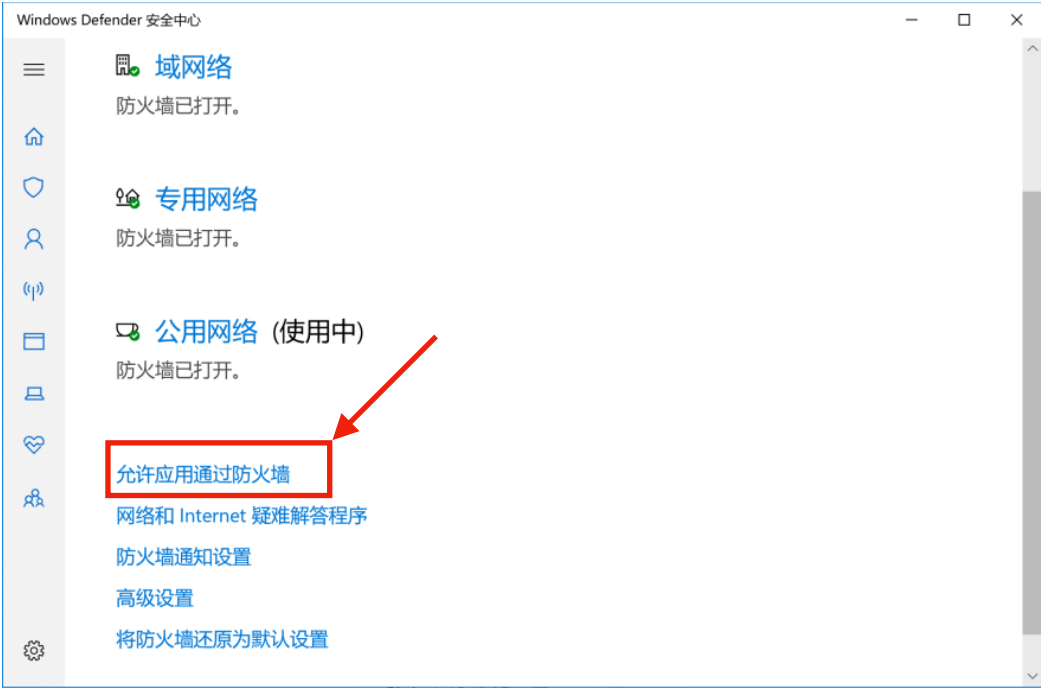 Windows Defender 安全中心
域网络
防火墙已打开。
专用网络
防火墙已打开。
公用网络 (使用中)
防火墙已打开。
允许应用通过防火墙
网络和 Internet 疑难解答程序
防火墙通知设置
高级设置
将防火墙还原为默认设置